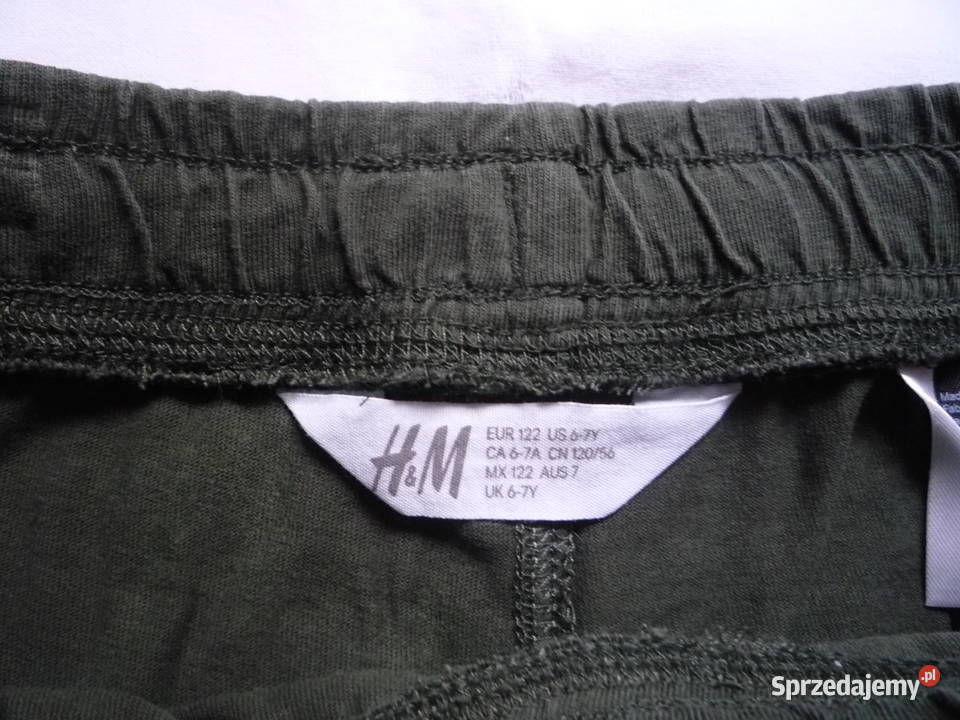 H&M
EUR 122 US 6-7Y
CA 6-7A CN 120/56
MX 122 AUS 7
UK 6-7Y
Mad
Sprzedajemy.pl